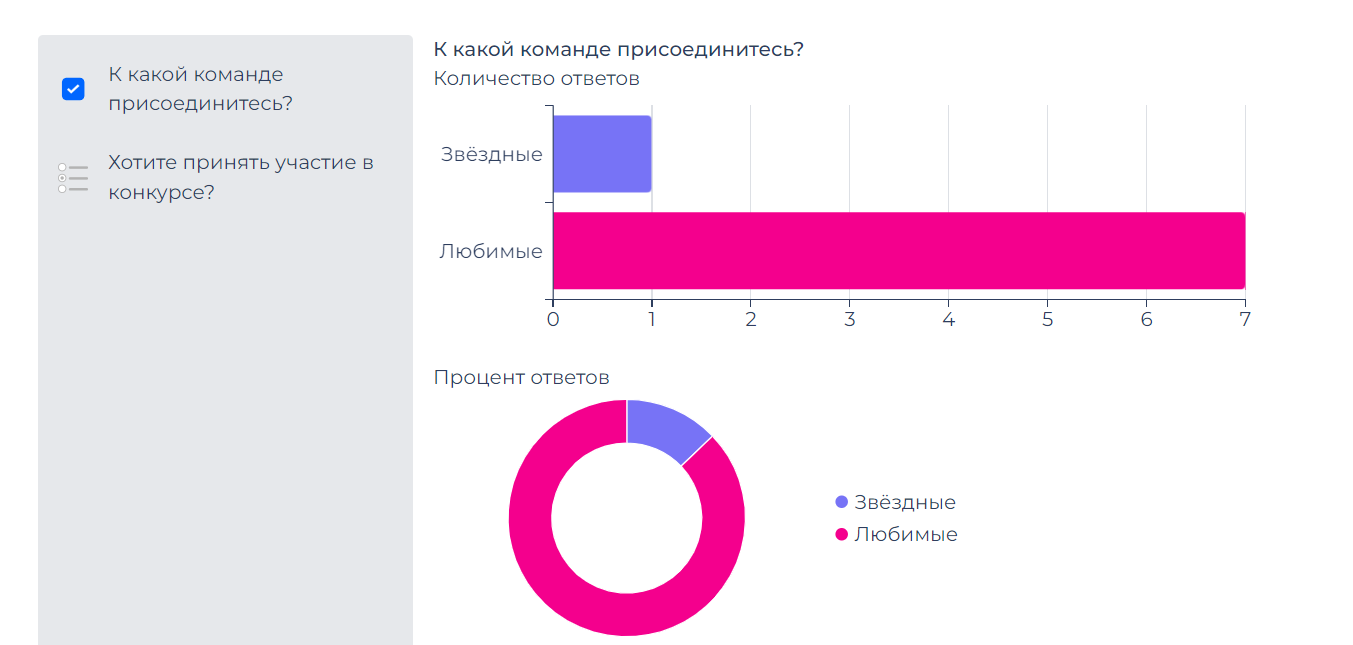 К какой команде
присоединитесь?
Хотите принять участие в
конкурсе?
К какой команде присоединитесь?
Количество ответов
Звёздные
Любимые
0 1 2 3 4 5 6 7
Процент ответов
Звёздные
Любимые